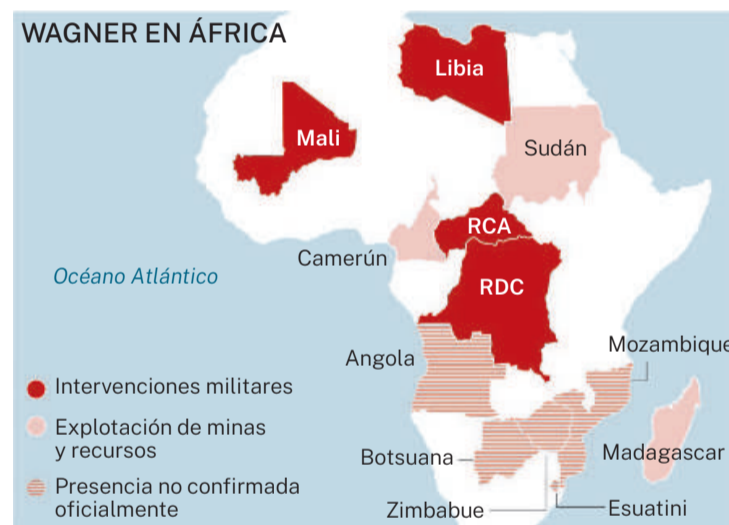 WAGNER EN ÁFRICA
Libia
Mali
Sudán
RCA
Camerún
RDC
Océano Atlántico
Angola
Mozambique
Intervenciones militares
Explotación de minas
y recursos
Presencia no confirmada
oficialmente
Botsuana
Madagascar
Zimbabue
Esuatini